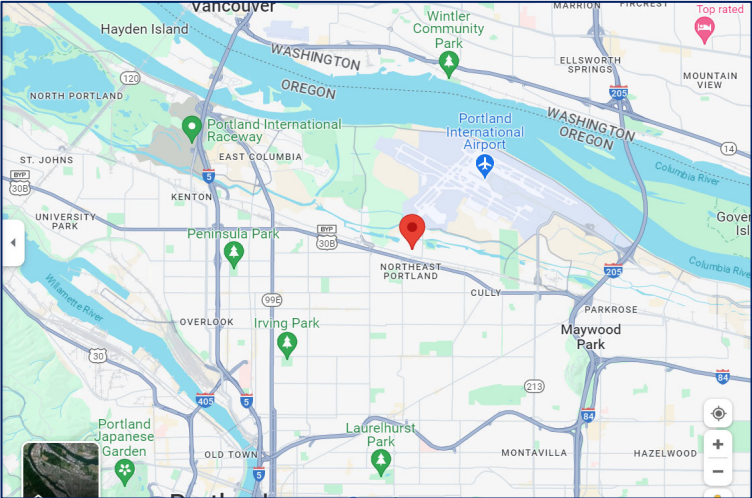 Vancouver
MARRION
FIRCREST
Top rated
Hayden Island
Wintler
Community
Park
WASHINGTON
OREGON
ELLSWORTH
SPRINGS
MOUNTAIN
VIEW
120
NORTH PORTLAND
205
Portland
International
Airport
WASHINGTON
OREGON
Portland International
Raceway
14
ST. JOHNS
EAST COLUMBIA
Columbia River
5
BYP
30B
KENTON
UNIVERSITY
PARK
Peninsula Park
BYP
30B
Gover
Isl
NORTHEAST
PORTLAND
205
Columbia Rive
CULLY
Willamette River
99E
PARKROSE
OVERLOOK
Irving Park
Maywood
Park
30
213
84
405
5
84
Portland
Japanese
Garden
Laurelhurst
Park
OLD TOWN
MONTAVILLA
HAZELWOOD
5